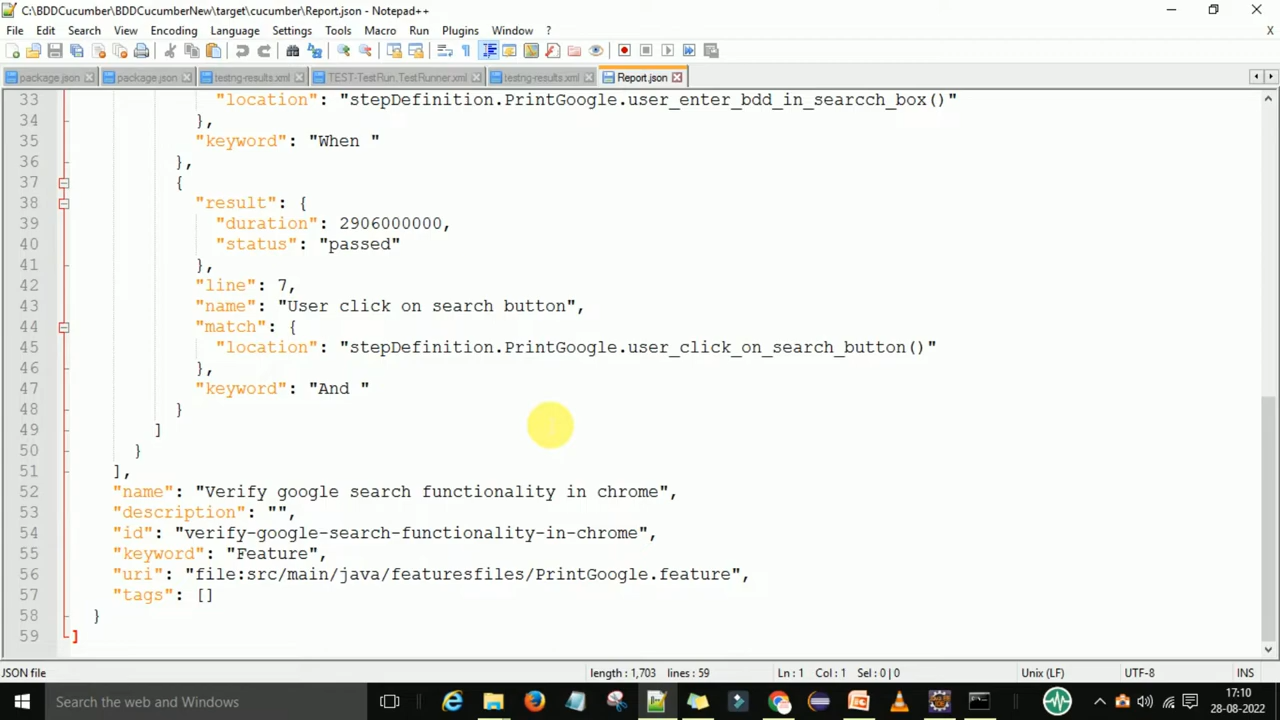 C:\BDDCucumber\BDDCucumberNew\target\cucumber\Report.json - Notepad++
File Edit Search View Encoding Language Settings Tools Macro Run Plugins Window ? X
package.json package.json testng-results.xml TEST-TestRun.TestRunner.xml testng-results.xml Report.json
33 "location": "stepDefinition.PrintGoogle.user_enter_bdd_in_searcch_box()"
34 },
35 "keyword": "When "
36 },
37 {
38 "result": {
39 "duration": 2906000000,
40 "status": "passed"
41 },
42 "line": 7,
43 "name": "User click on search button",
44 "match": {
45 "location": "stepDefinition.PrintGoogle.user_click_on_search_button()"
46 },
47 "keyword": "And "
48 }
49 ]
50 }
51 ],
52 "name": "Verify google search functionality in chrome",
53 "description": "",
54 "id": "verify-google-search-functionality-in-chrome",
55 "keyword": "Feature",
56 "uri": "file:src/main/java/featuresfiles/PrintGoogle.feature",
57 "tags": []
58 }
59 ]
JSON file length : 1,703 lines : 59 Ln : 1 Col : 1 Sel : 0 | 0 Unix (LF) UTF-8 INS
Search the web and Windows
17:10
28-08-2022